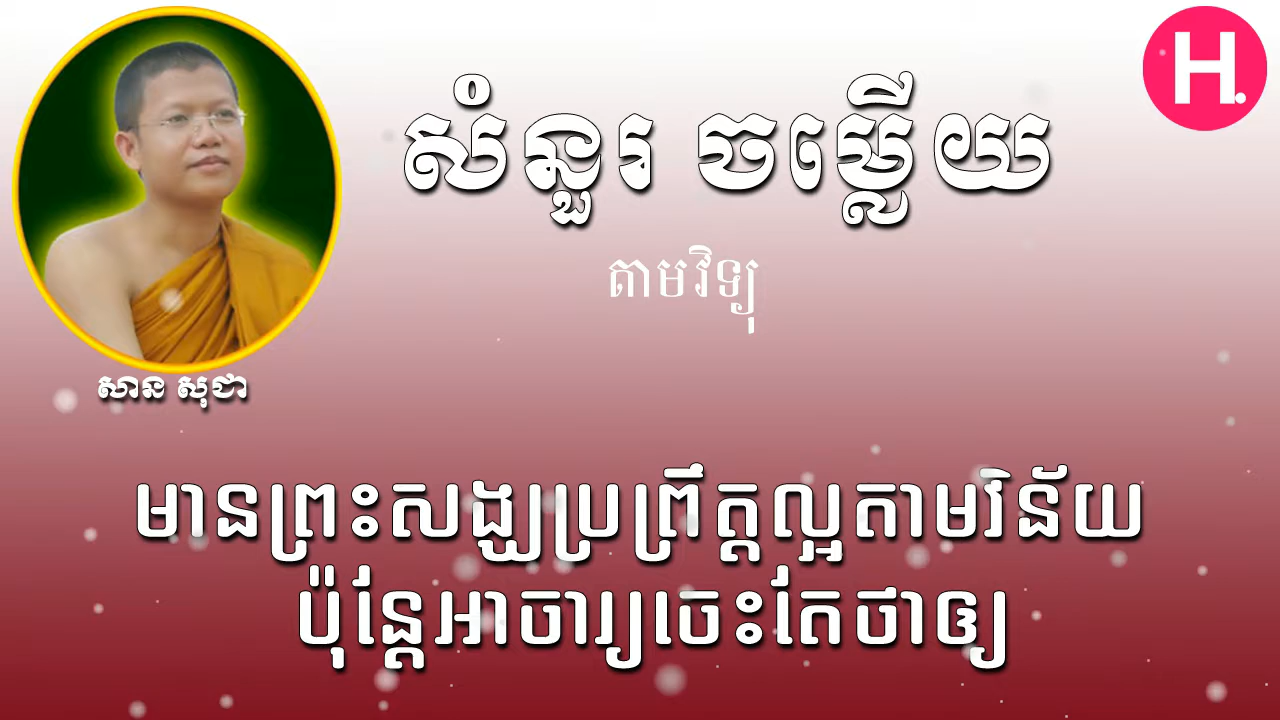 H.
សំនួរ ចម្លើយ
តាមវិទ្យុ
សាន សុជា
មានព្រះសង្ឃប្រព្រឹត្តល្អតាមវិន័យ
ប៉ុន្តែអាចារ្យចេះតែថាឲ្យ